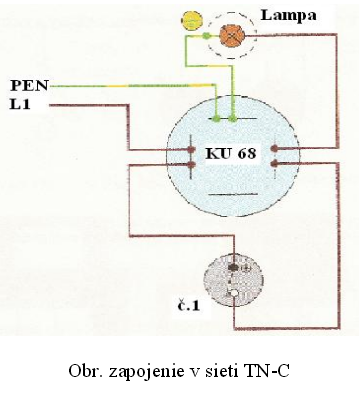 Lampa
PEN
L1
KU 68
č.1
Obr. zapojenie v sieti TN-C